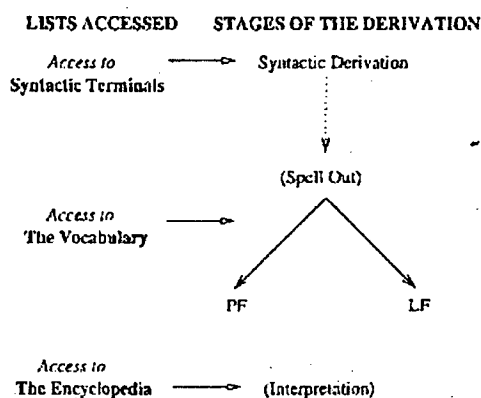 LISTS ACCESSED STAGES OF THE DERIVATION
Access to Syntactic Derivation
Syntactic Terminals
(Spell Out)
Access to
The Vocabulary
PF LF
Access to
The Encyclopedia (Interpretation)